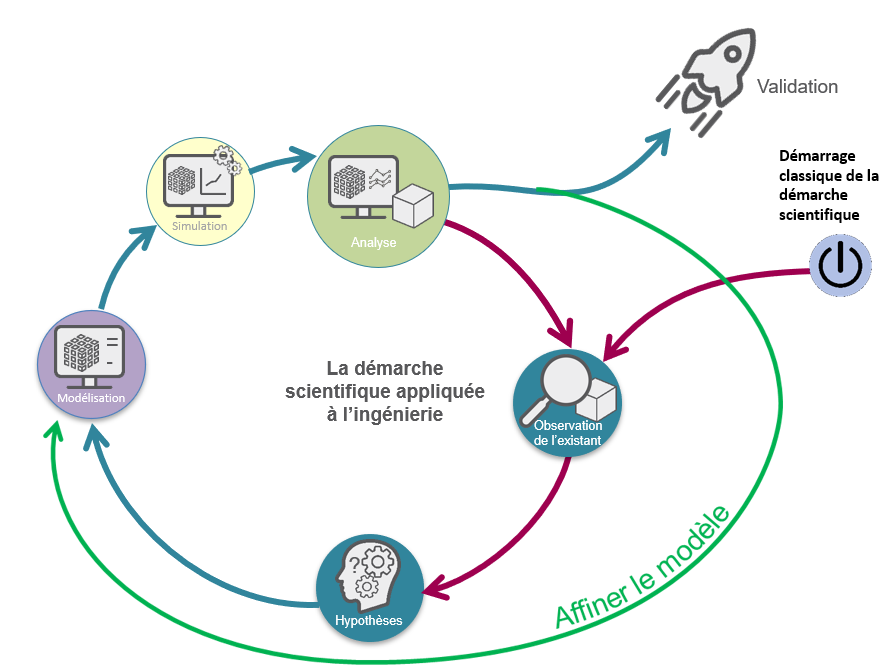 Validation
Démarrage
classique de la
démarche
scientifique
Simulation
Analyse
Modélisation
La démarche
scientifique appliquée
à l’ingénierie
Observation
de l’existant
?
Hypothèses
Affiner le modèle